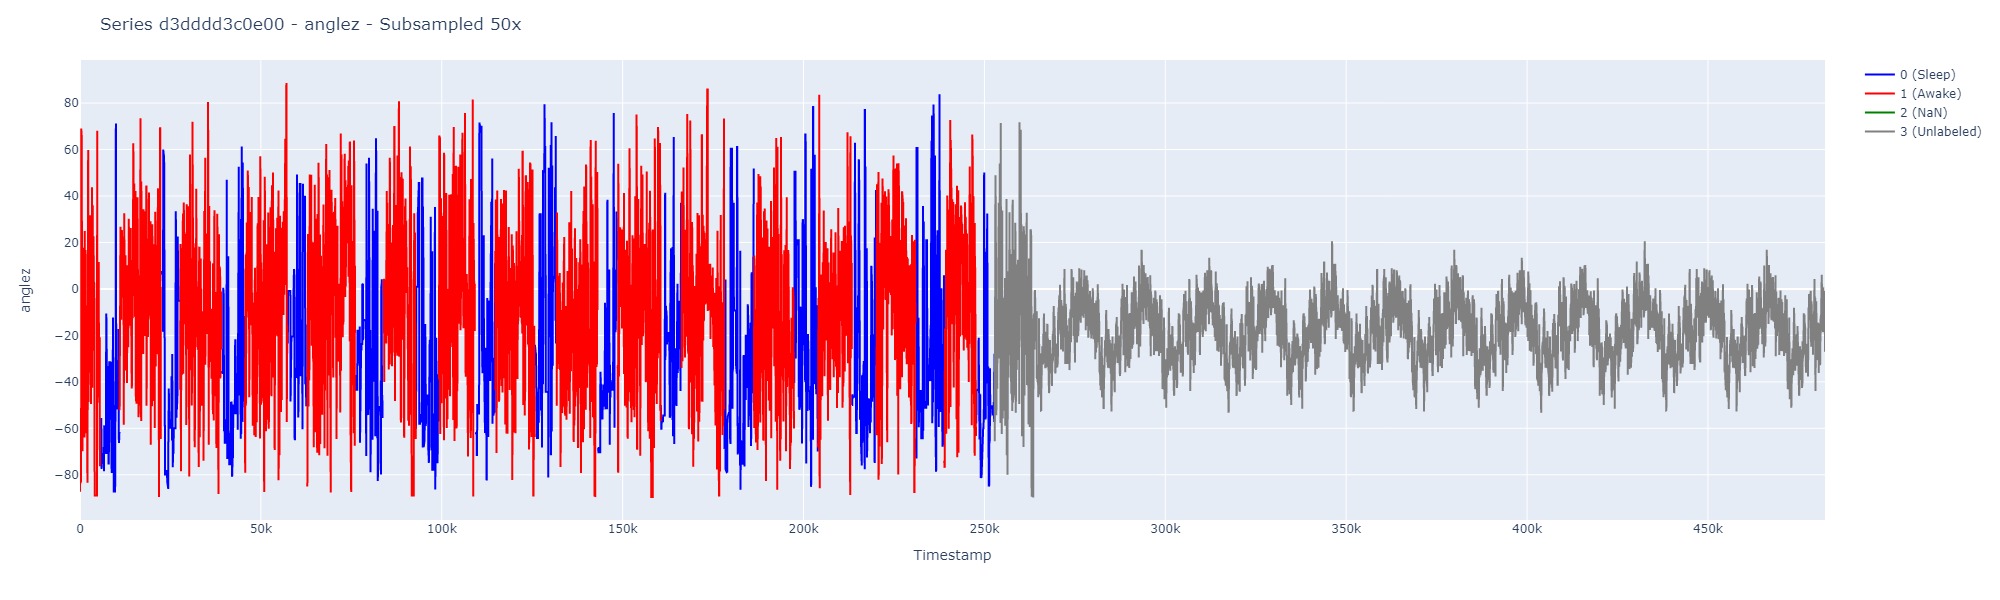 Series d3dddd3c0e00 - anglez - Subsampled 50x
0 (Sleep)
1 (Awake)
2 (NaN)
3 (Unlabeled)
anglez
80
60
40
20
0
−20
−40
−60
−80
0 50k 100k 150k 200k 250k 300k 350k 400k 450k
Timestamp